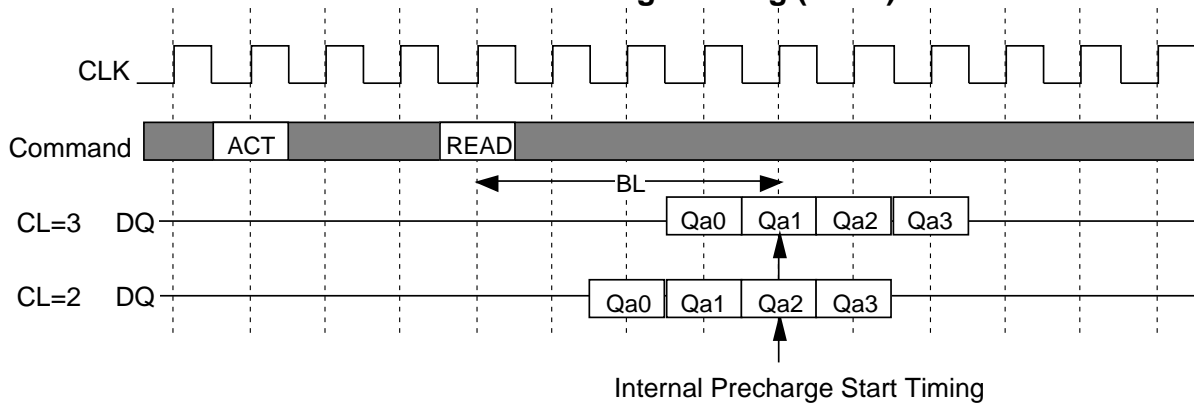 CLK
Command ACT READ
BL
CL=3 DQ Qa0 Qa1 Qa2 Qa3
CL=2 DQ Qa0 Qa1 Qa2 Qa3
Internal Precharge Start Timing